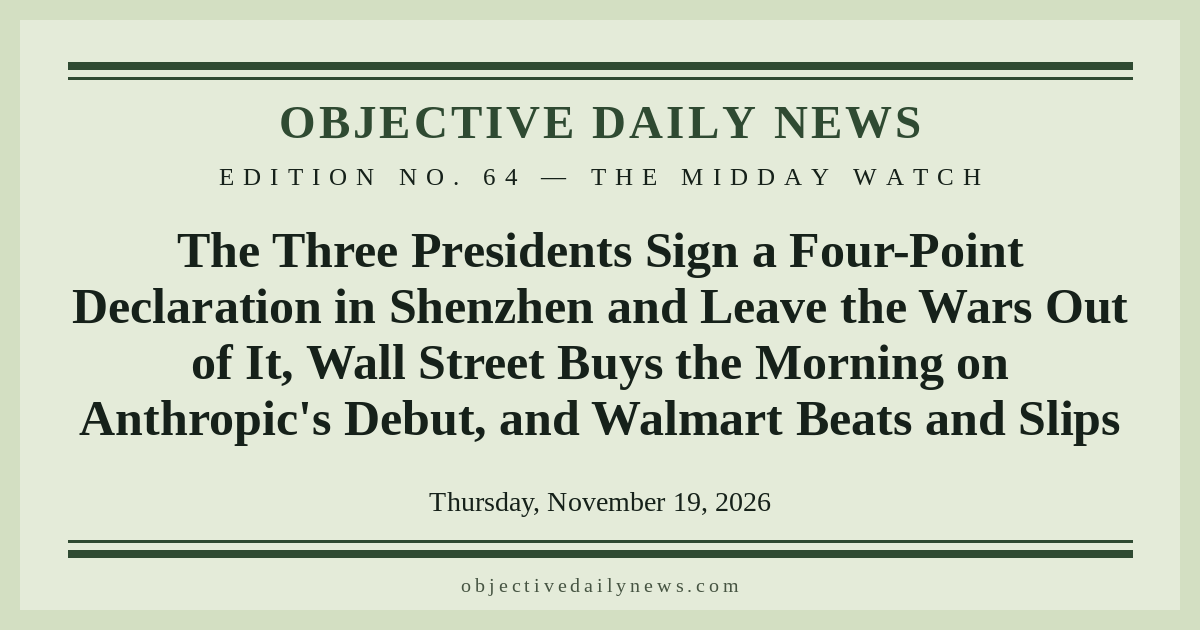 OBJECTIVE DAILY NEWS
EDITION NO. 64 — THE MIDDAY WATCH
The Three Presidents Sign a Four-Point
Declaration in Shenzhen and Leave the Wars Out
of It, Wall Street Buys the Morning on
Anthropic's Debut, and Walmart Beats and Slips
Thursday, November 19, 2026
objectivedailynews.com